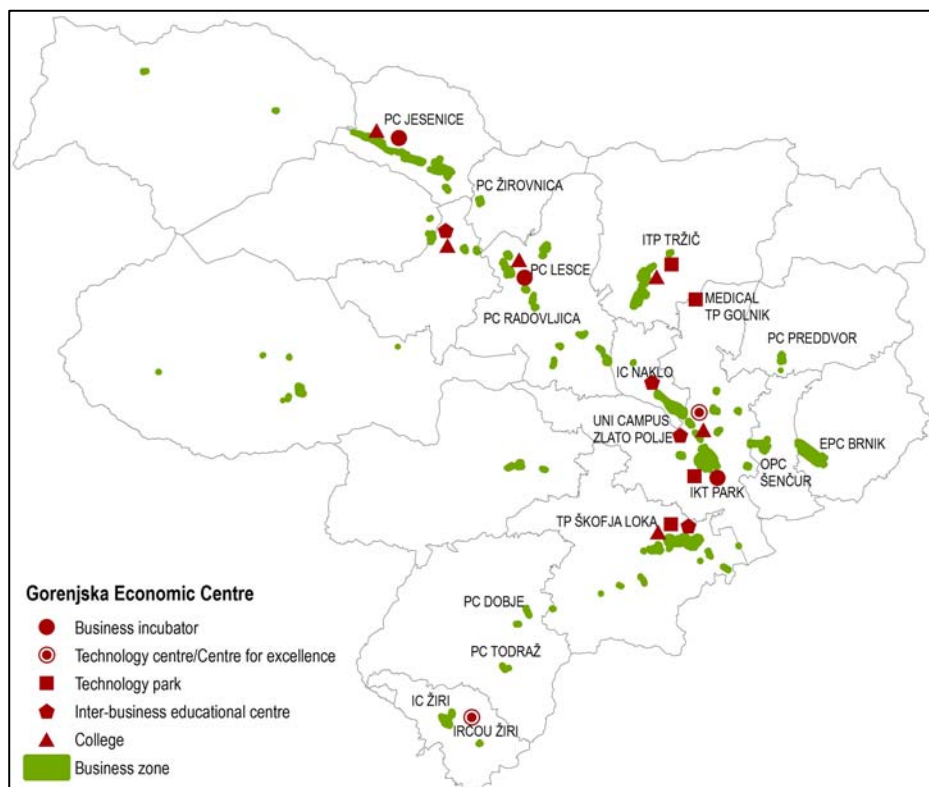 PC JESENICE
PC ŽIROVNICA
ITP TRŽIČ
PC LESCE
MEDICAL
TP GOLNIK
PC RADOVLJICA
PC PREDDVOR
IC NAKLO
UNI CAMPUS
ZLATO POLJE
EPC BRNIK
OPC
ŠENČUR
IKT PARK
TP ŠKOFJA LOKA
PC DOBJE
PC TODRAŽ
IC ŽIRI
IRCOU ŽIRI
Gorenjska Economic Centre
Business incubator
Technology centre/Centre for excellence
Technology park
Inter-business educational centre
College
Business zone